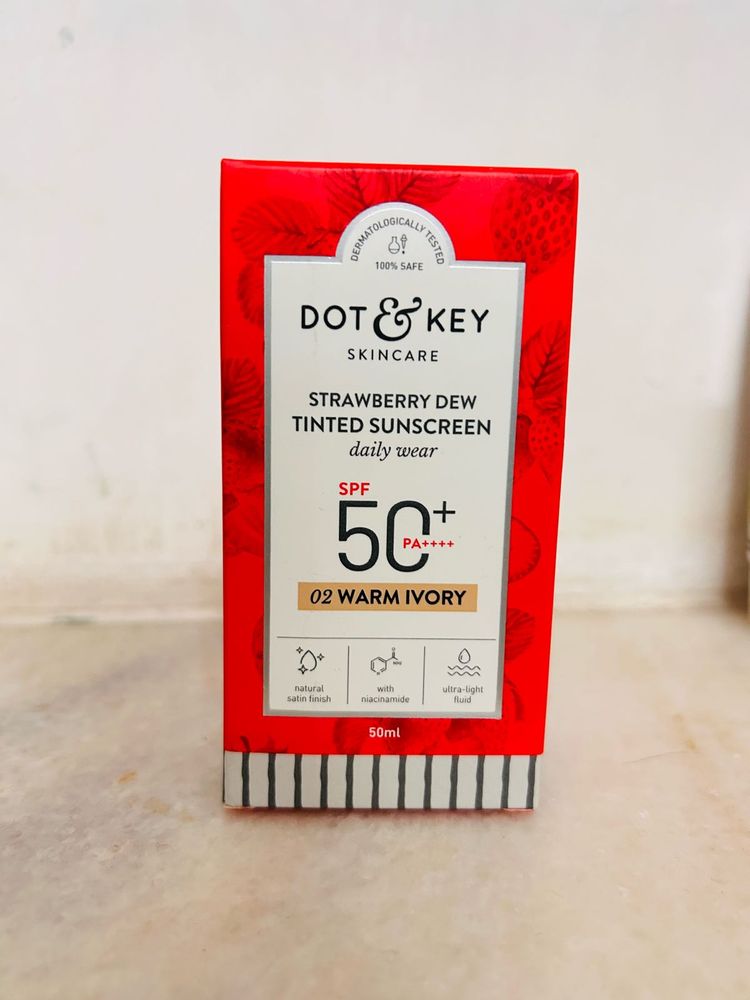 DERMATOLOGICALLY TESTED
100% SAFE
DOT & KEY
SKINCARE
STRAWBERRY DEW
TINTED SUNSCREEN
daily wear
SPF
50+
PA++++
02 WARM IVORY
natural
satin finish
with
niacinamide
ultra-light
fluid
50ml